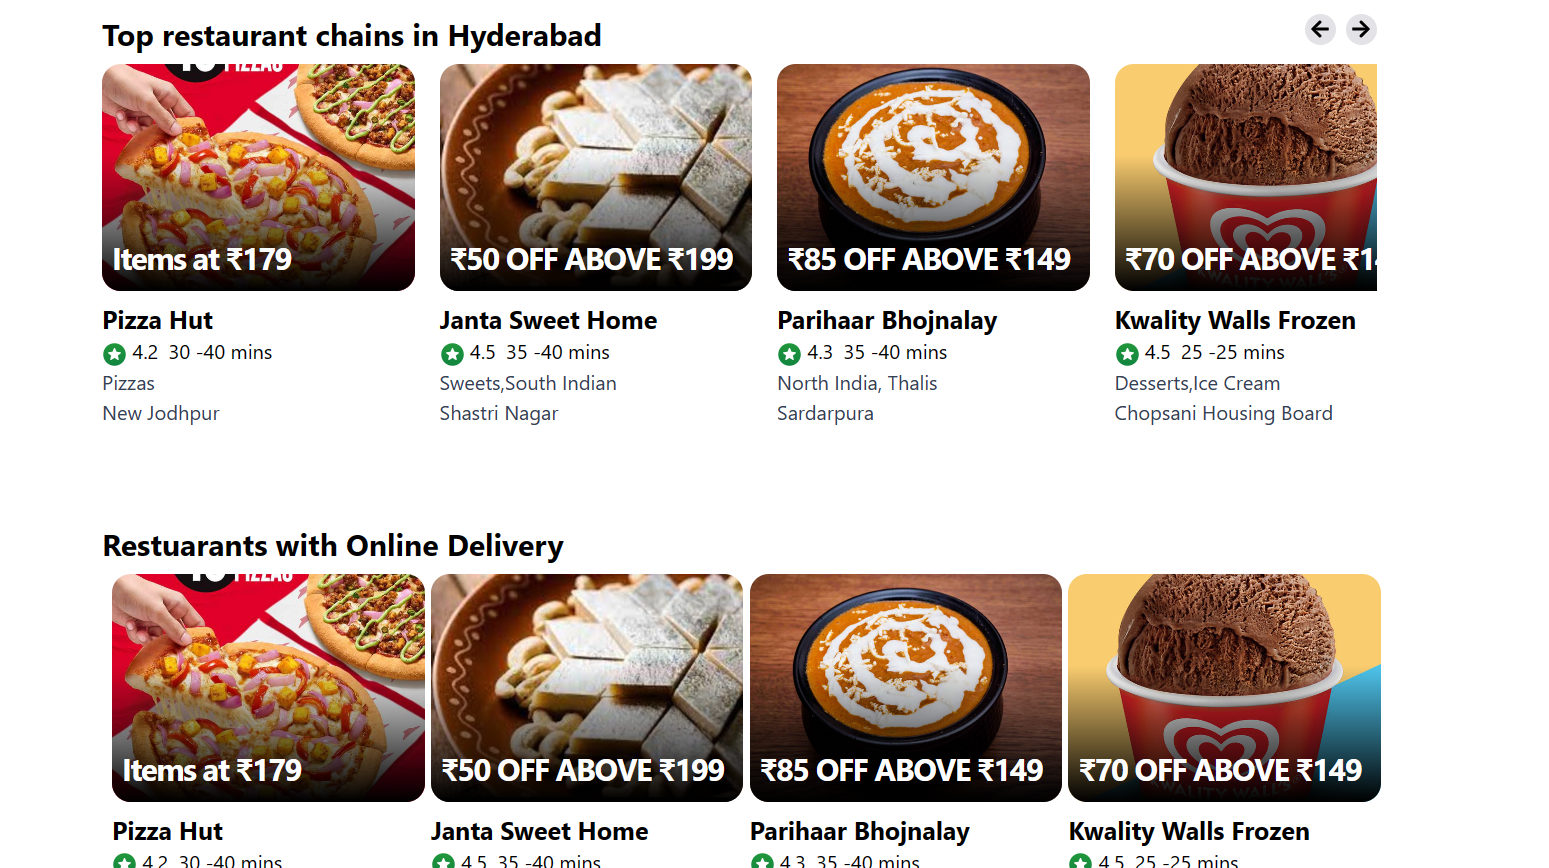 Top restaurant chains in Hyderabad
PIZZAS
Items at ₹179
₹50 OFF ABOVE ₹199
₹85 OFF ABOVE ₹149
₹70 OFF ABOVE ₹14
Pizza Hut
Janta Sweet Home
Parihaar Bhojnalay
Kwality Walls Frozen
4.2 30 -40 mins
4.5 35 -40 mins
4.3 35 -40 mins
4.5 25 -25 mins
Pizzas
Sweets,South Indian
North India, Thalis
Desserts,Ice Cream
New Jodhpur
Shastri Nagar
Sardarpura
Chopsani Housing Board
Restuarants with Online Delivery
PIZZAS
Items at ₹179
₹50 OFF ABOVE ₹199
₹85 OFF ABOVE ₹149
₹70 OFF ABOVE ₹149
Pizza Hut
Janta Sweet Home
Parihaar Bhojnalay
Kwality Walls Frozen
4.2 30 -40 mins
4.5 35 -40 mins
4.3 35 -40 mins
4.5 25 -25 mins